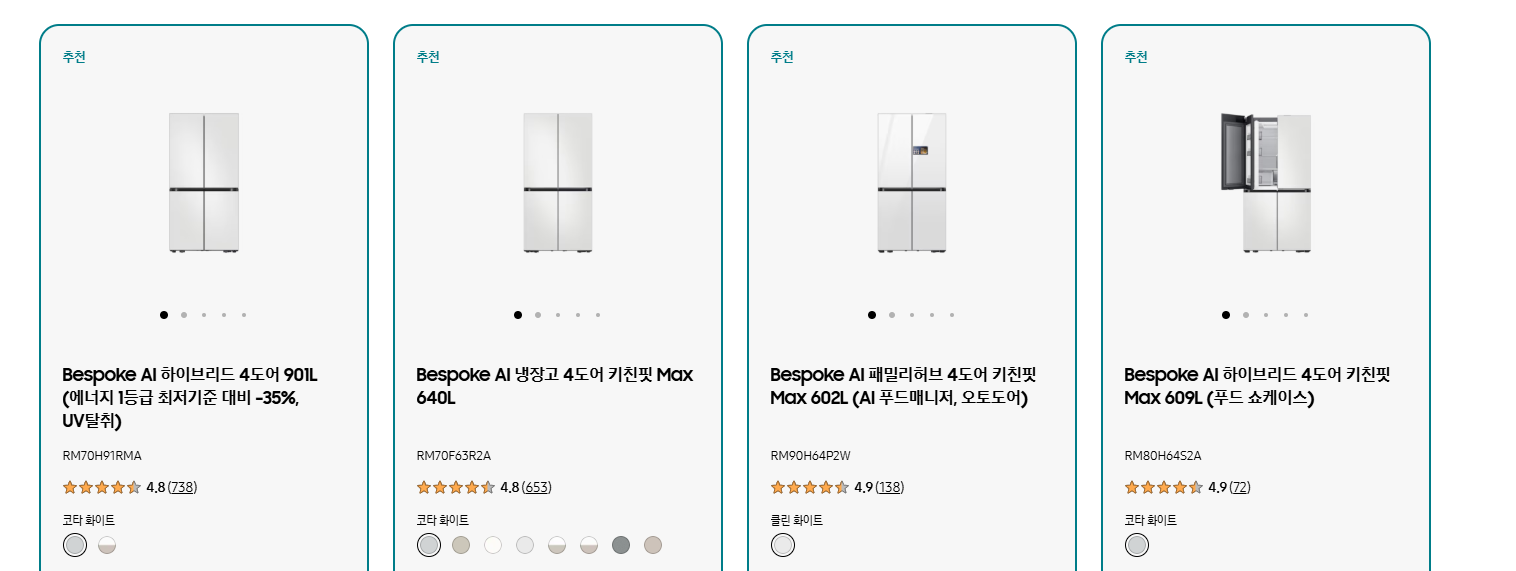 추천
Bespoke AI 하이브리드 4도어 901L
(에너지 1등급 최저기준 대비 -35%,
UV탈취)
RM70H91RMA
4.8 (738)
코타 화이트
추천
Bespoke AI 냉장고 4도어 키친핏 Max
640L
RM70F63R2A
4.8 (653)
코타 화이트
추천
Bespoke AI 패밀리허브 4도어 키친핏
Max 602L (AI 푸드매니저, 오토도어)
RM90H64P2W
4.9 (138)
클린 화이트
추천
Bespoke AI 하이브리드 4도어 키친핏
Max 609L (푸드 쇼케이스)
RM80H64S2A
4.9 (72)
코타 화이트